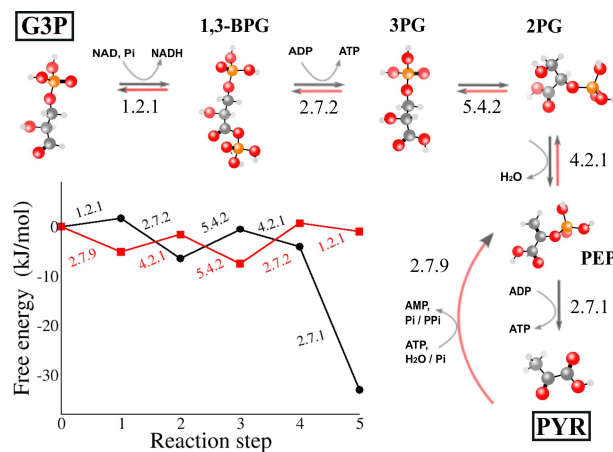 G3P
1,3-BPG
3PG
2PG
NAD, Pi
NADH
ADP
ATP
1.2.1
2.7.2
5.4.2
H₂O
4.2.1
PEP
2.7.9
AMP,
Pi / PPi
ATP,
H₂O / Pi
ADP
ATP
2.7.1
PYR
Free energy (kJ/mol)
0
-10
-20
-30
1.2.1
2.7.2
5.4.2
4.2.1
2.7.1
2.7.9
4.2.1
5.4.2
2.7.2
1.2.1
0
1
2
3
4
5
Reaction step